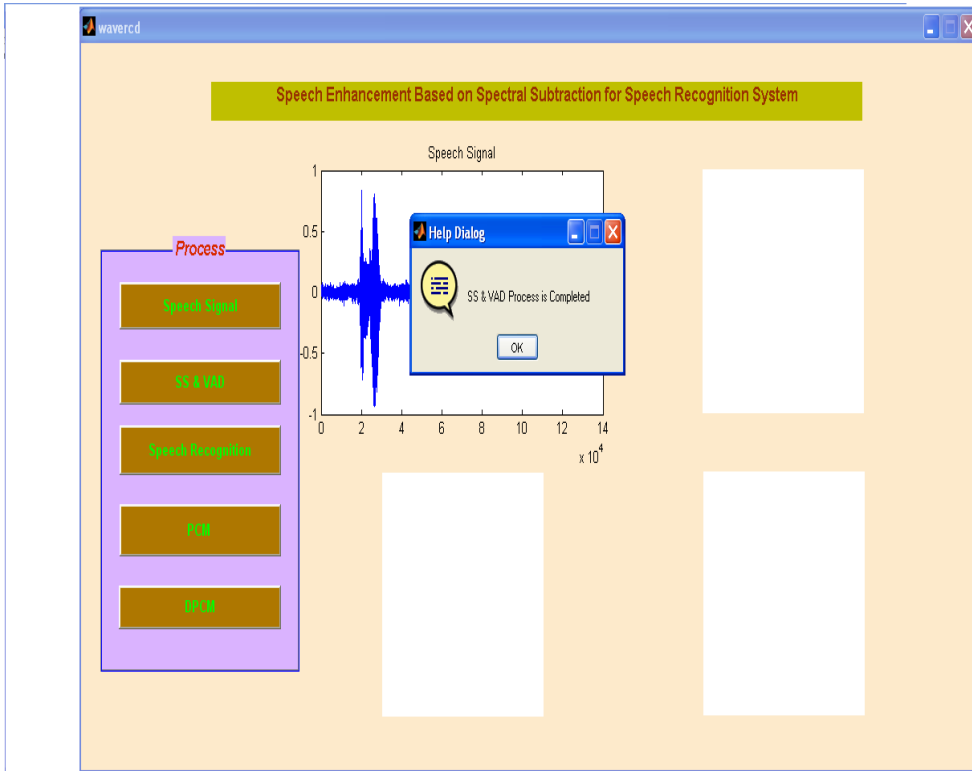 wavercd
Speech Enhancement Based on Spectral Subtraction for Speech Recognition System
Speech Signal
1
0.5
0
-0.5
-1
0 2 4 6 8 10 12 14
x 10^4
Help Dialog
SS & VAD Process is Completed
OK
Process
Speech Signal
SS & VAD
Speech Recognition
PCM
DPCM